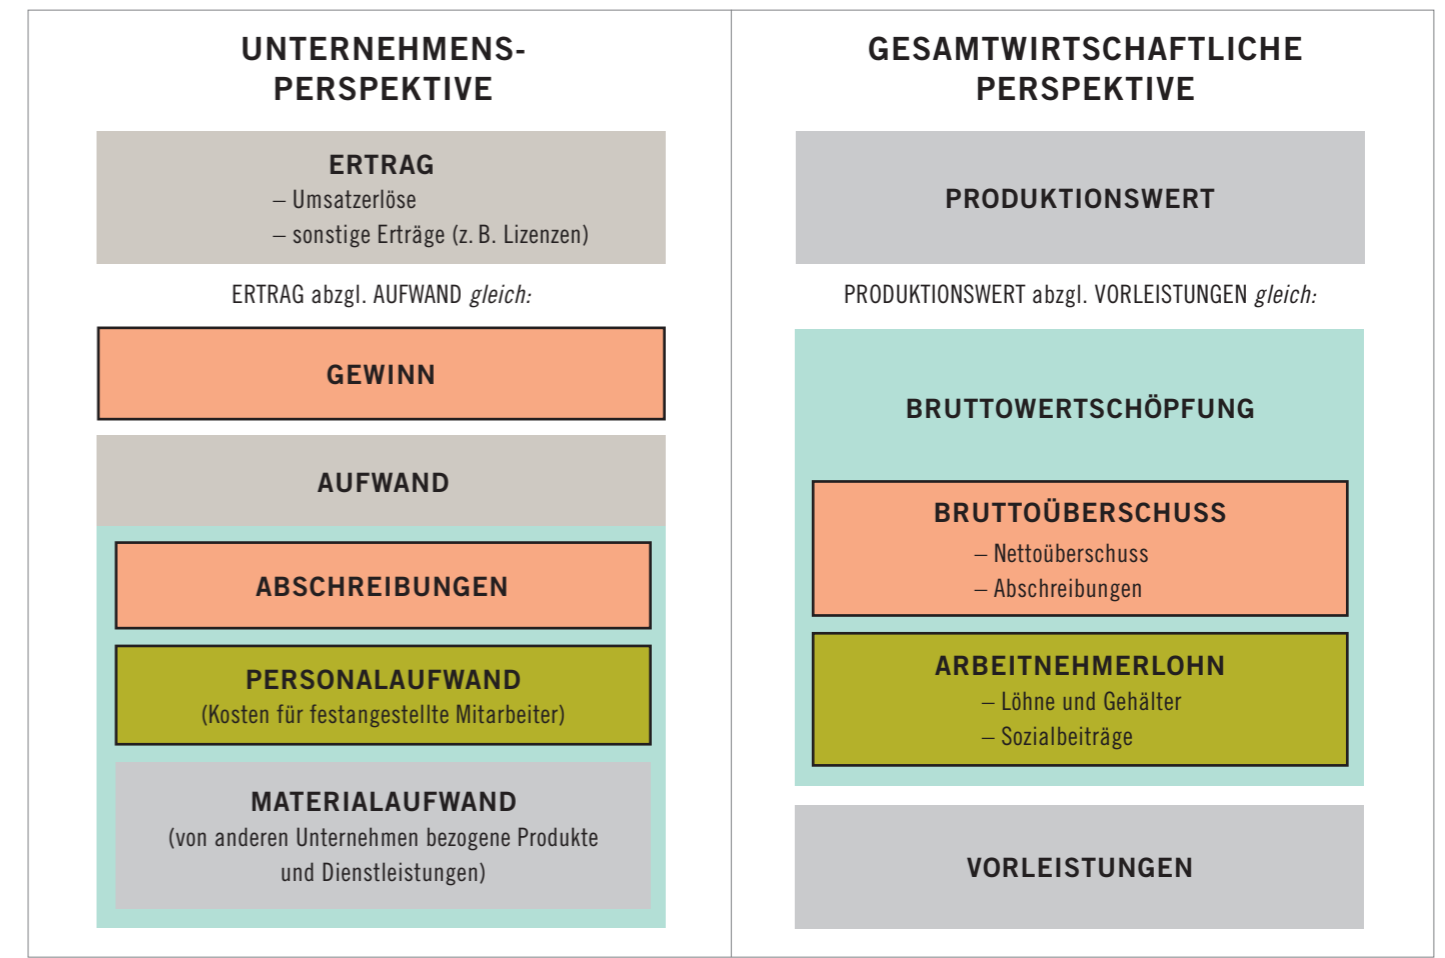 UNTERNEHMENS-
PERSPEKTIVE
ERTRAG
– Umsatzerlöse
– sonstige Erträge (z. B. Lizenzen)
ERTRAG abzgl. AUFWAND gleich:
GEWINN
AUFWAND
ABSCHREIBUNGEN
PERSONALAUFWAND
(Kosten für festangestellte Mitarbeiter)
MATERIALAUFWAND
(von anderen Unternehmen bezogene Produkte
und Dienstleistungen)
GESAMTWIRTSCHAFTLICHE
PERSPEKTIVE
PRODUKTIONSWERT
PRODUKTIONSWERT abzgl. VORLEISTUNGEN gleich:
BRUTTOWERTSCHÖPFUNG
BRUTTOÜBERSCHUSS
– Nettoüberschuss
– Abschreibungen
ARBEITNEHMERLOHN
– Löhne und Gehälter
– Sozialbeiträge
VORLEISTUNGEN